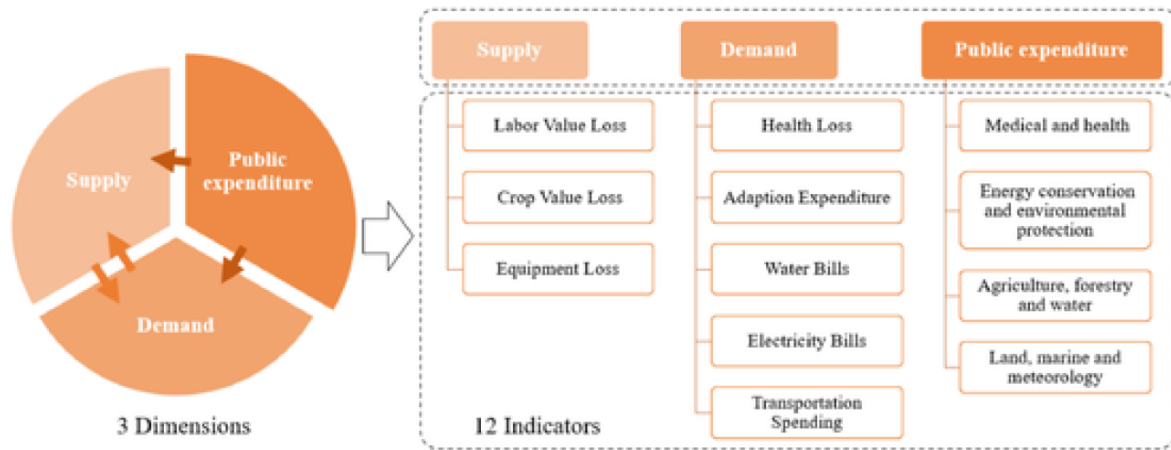 Supply
Public
expenditure
Demand
3 Dimensions
Supply
Demand
Public expenditure
Labor Value Loss
Crop Value Loss
Equipment Loss
Health Loss
Adaption Expenditure
Water Bills
Electricity Bills
Transportation
Spending
Medical and health
Energy conservation
and environmental
protection
Agriculture, forestry
and water
Land, marine and
meteorology
12 Indicators